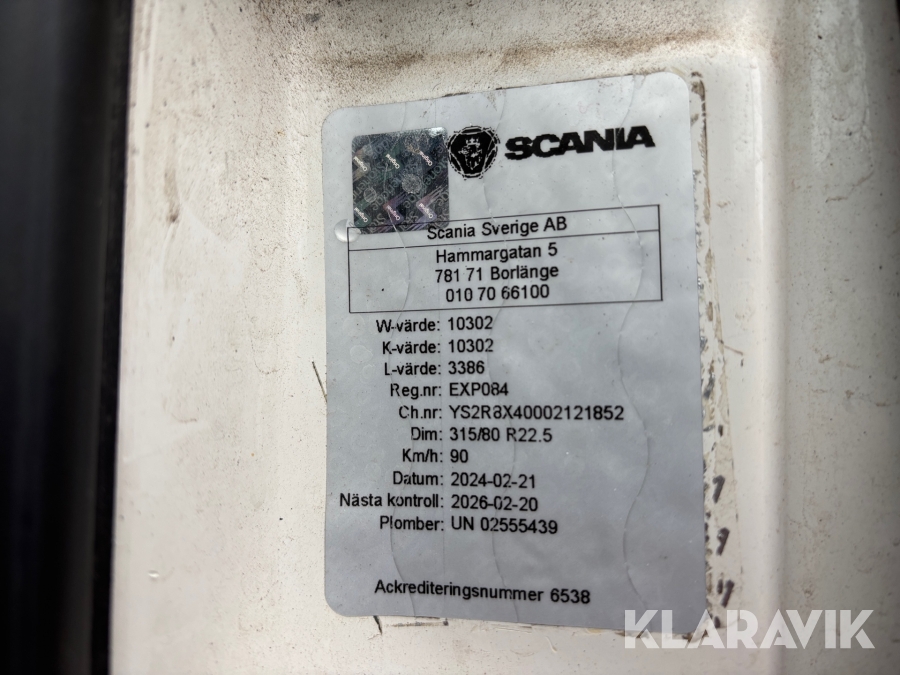 SCANIA
Scania Sverige AB
Hammargatan 5
781 71 Borlänge
010 70 66100
W-värde: 10302
K-värde: 10302
L-värde: 3386
Reg.nr: EXP084
Ch.nr: YS2R8X40002121852
Dim: 315/80 R22.5
Km/h: 90
Datum: 2024-02-21
Nästa kontroll: 2026-02-20
Plomber: UN 02555439
Ackrediteringsnummer 6538
KLARAVIK